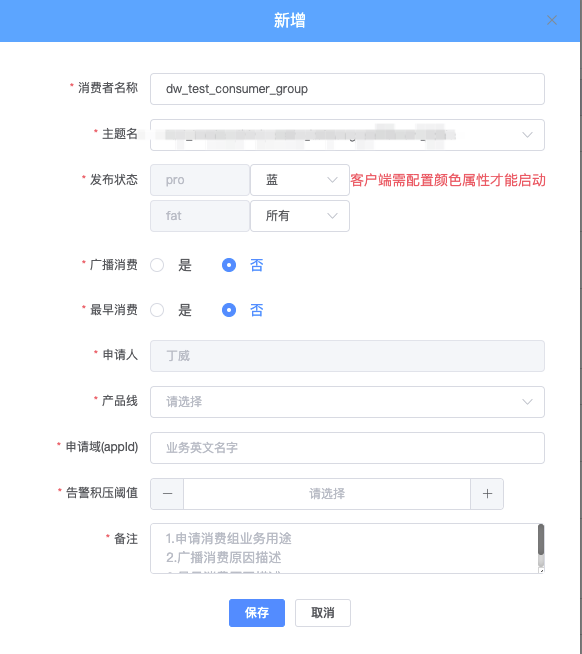 新增
* 消费者名称 dw_test_consumer_group
* 主题名
* 发布状态 pro 蓝 客户端需配置颜色属性才能启动
fat 所有
* 广播消费 是 否
* 最早消费 是 否
* 申请人 丁威
* 产品线 请选择
* 申请域(appId) 业务英文名字
* 告警积压阈值 请选择
* 备注 1.申请消费组业务用途
2.广播消费原因描述
保存 取消